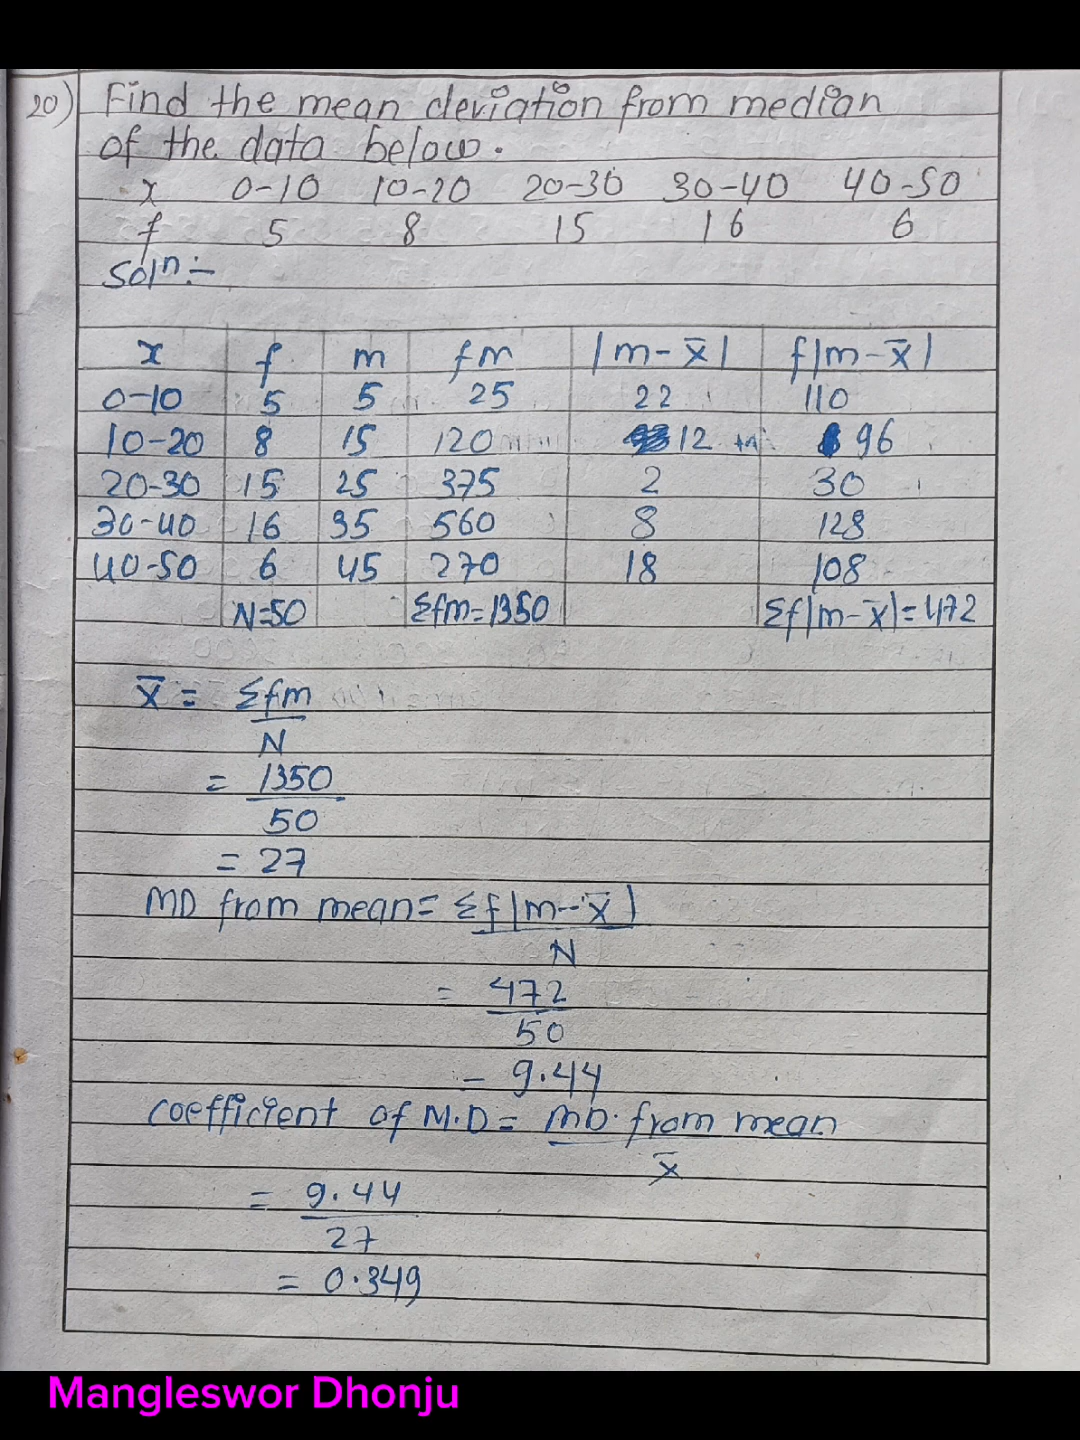 20) Find the mean deviation from median
of the data below.
x 0-10 10-20 20-30 30-40 40-50
f 5 8 15 16 6
Soln:-
x f m fm |m-x̄| f|m-x̄|
0-10 5 5 25 22 110
10-20 8 15 120 12 96
20-30 15 25 375 2 30
30-40 16 35 560 8 128
40-50 6 45 270 18 108
N=50 Σfm=1350 Σf|m-x̄|=472
x̄ = Σfm
N
= 1350
50
= 27
MD from mean= Σf|m-x̄|
N
= 472
50
= 9.44
coefficient of M.D = MD. from mean
x̄
= 9.44
27
= 0.349
Mangleswor Dhonju